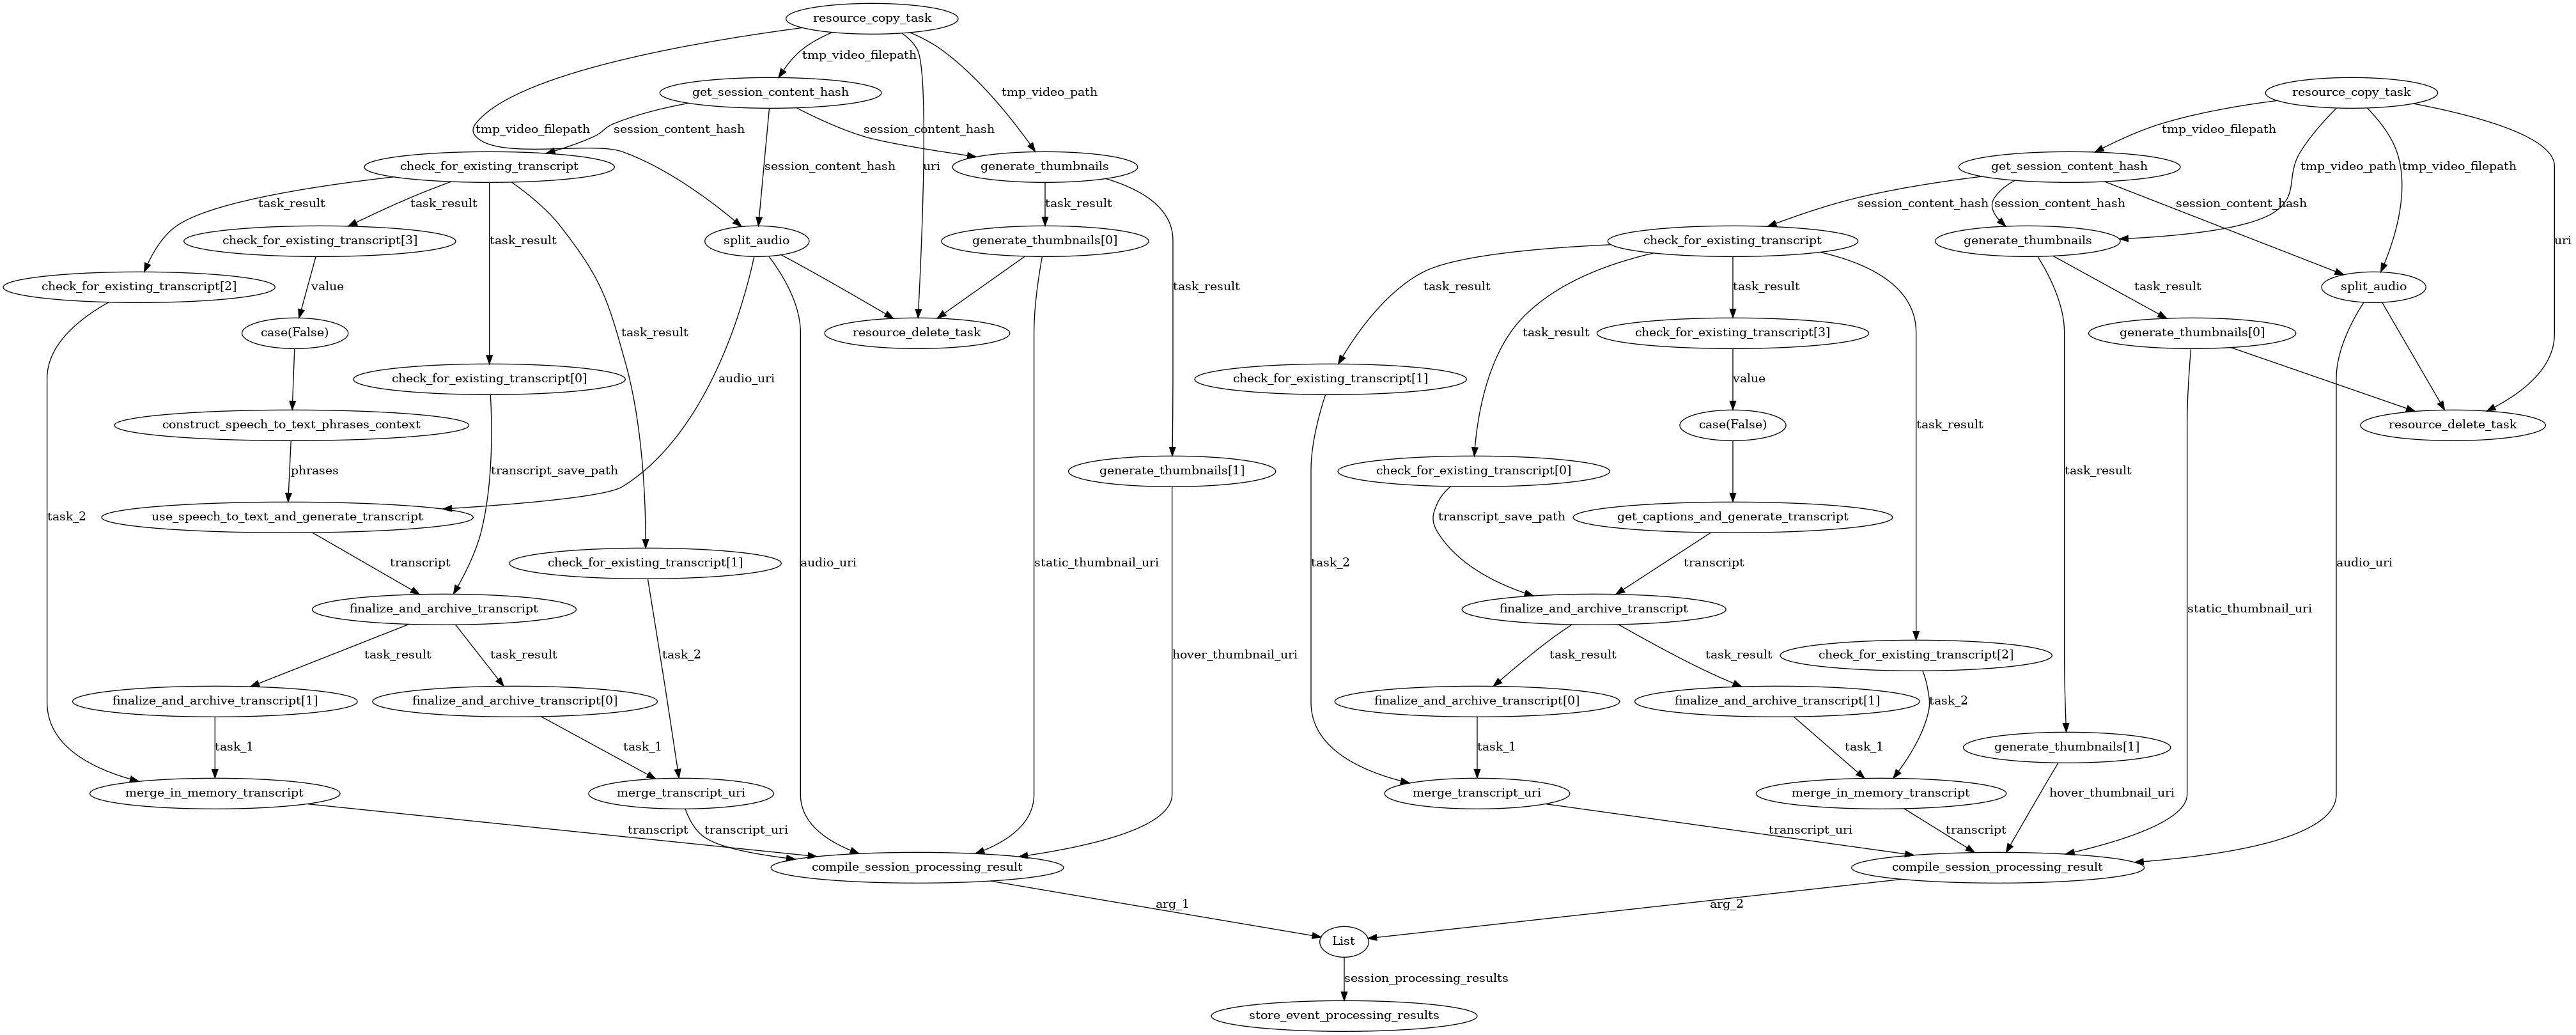 resource_copy_task
tmp_video_filepath
get_session_content_hash
tmp_video_path
resource_copy_task
tmp_video_filepath
session_content_hash
session_content_hash
tmp_video_filepath
check_for_existing_transcript
session_content_hash
uri
generate_thumbnails
get_session_content_hash
tmp_video_path
tmp_video_filepath
task_result
task_result
task_result
session_content_hash
session_content_hash
session_content_hash
check_for_existing_transcript[3]
task_result
split_audio
generate_thumbnails[0]
check_for_existing_transcript
generate_thumbnails
uri
check_for_existing_transcript[2]
value
task_result
task_result
task_result
task_result
split_audio
case(False)
task_result
resource_delete_task
task_result
check_for_existing_transcript[3]
generate_thumbnails[0]
check_for_existing_transcript[0]
audio_uri
check_for_existing_transcript[1]
value
construct_speech_to_text_phrases_context
case(False)
task_result
resource_delete_task
phrases
transcript_save_path
generate_thumbnails[1]
check_for_existing_transcript[0]
task_result
task_2
use_speech_to_text_and_generate_transcript
transcript_save_path
get_captions_and_generate_transcript
transcript
check_for_existing_transcript[1]
audio_uri
static_thumbnail_uri
task_2
transcript
audio_uri
finalize_and_archive_transcript
finalize_and_archive_transcript
static_thumbnail_uri
task_result
task_result
task_2
hover_thumbnail_uri
task_result
task_result
check_for_existing_transcript[2]
finalize_and_archive_transcript[1]
finalize_and_archive_transcript[0]
finalize_and_archive_transcript[0]
finalize_and_archive_transcript[1]
task_2
task_1
task_1
task_1
task_1
generate_thumbnails[1]
merge_in_memory_transcript
merge_transcript_uri
merge_transcript_uri
merge_in_memory_transcript
hover_thumbnail_uri
transcript
transcript_uri
transcript_uri
transcript
compile_session_processing_result
compile_session_processing_result
arg_1
arg_2
List
session_processing_results
store_event_processing_results